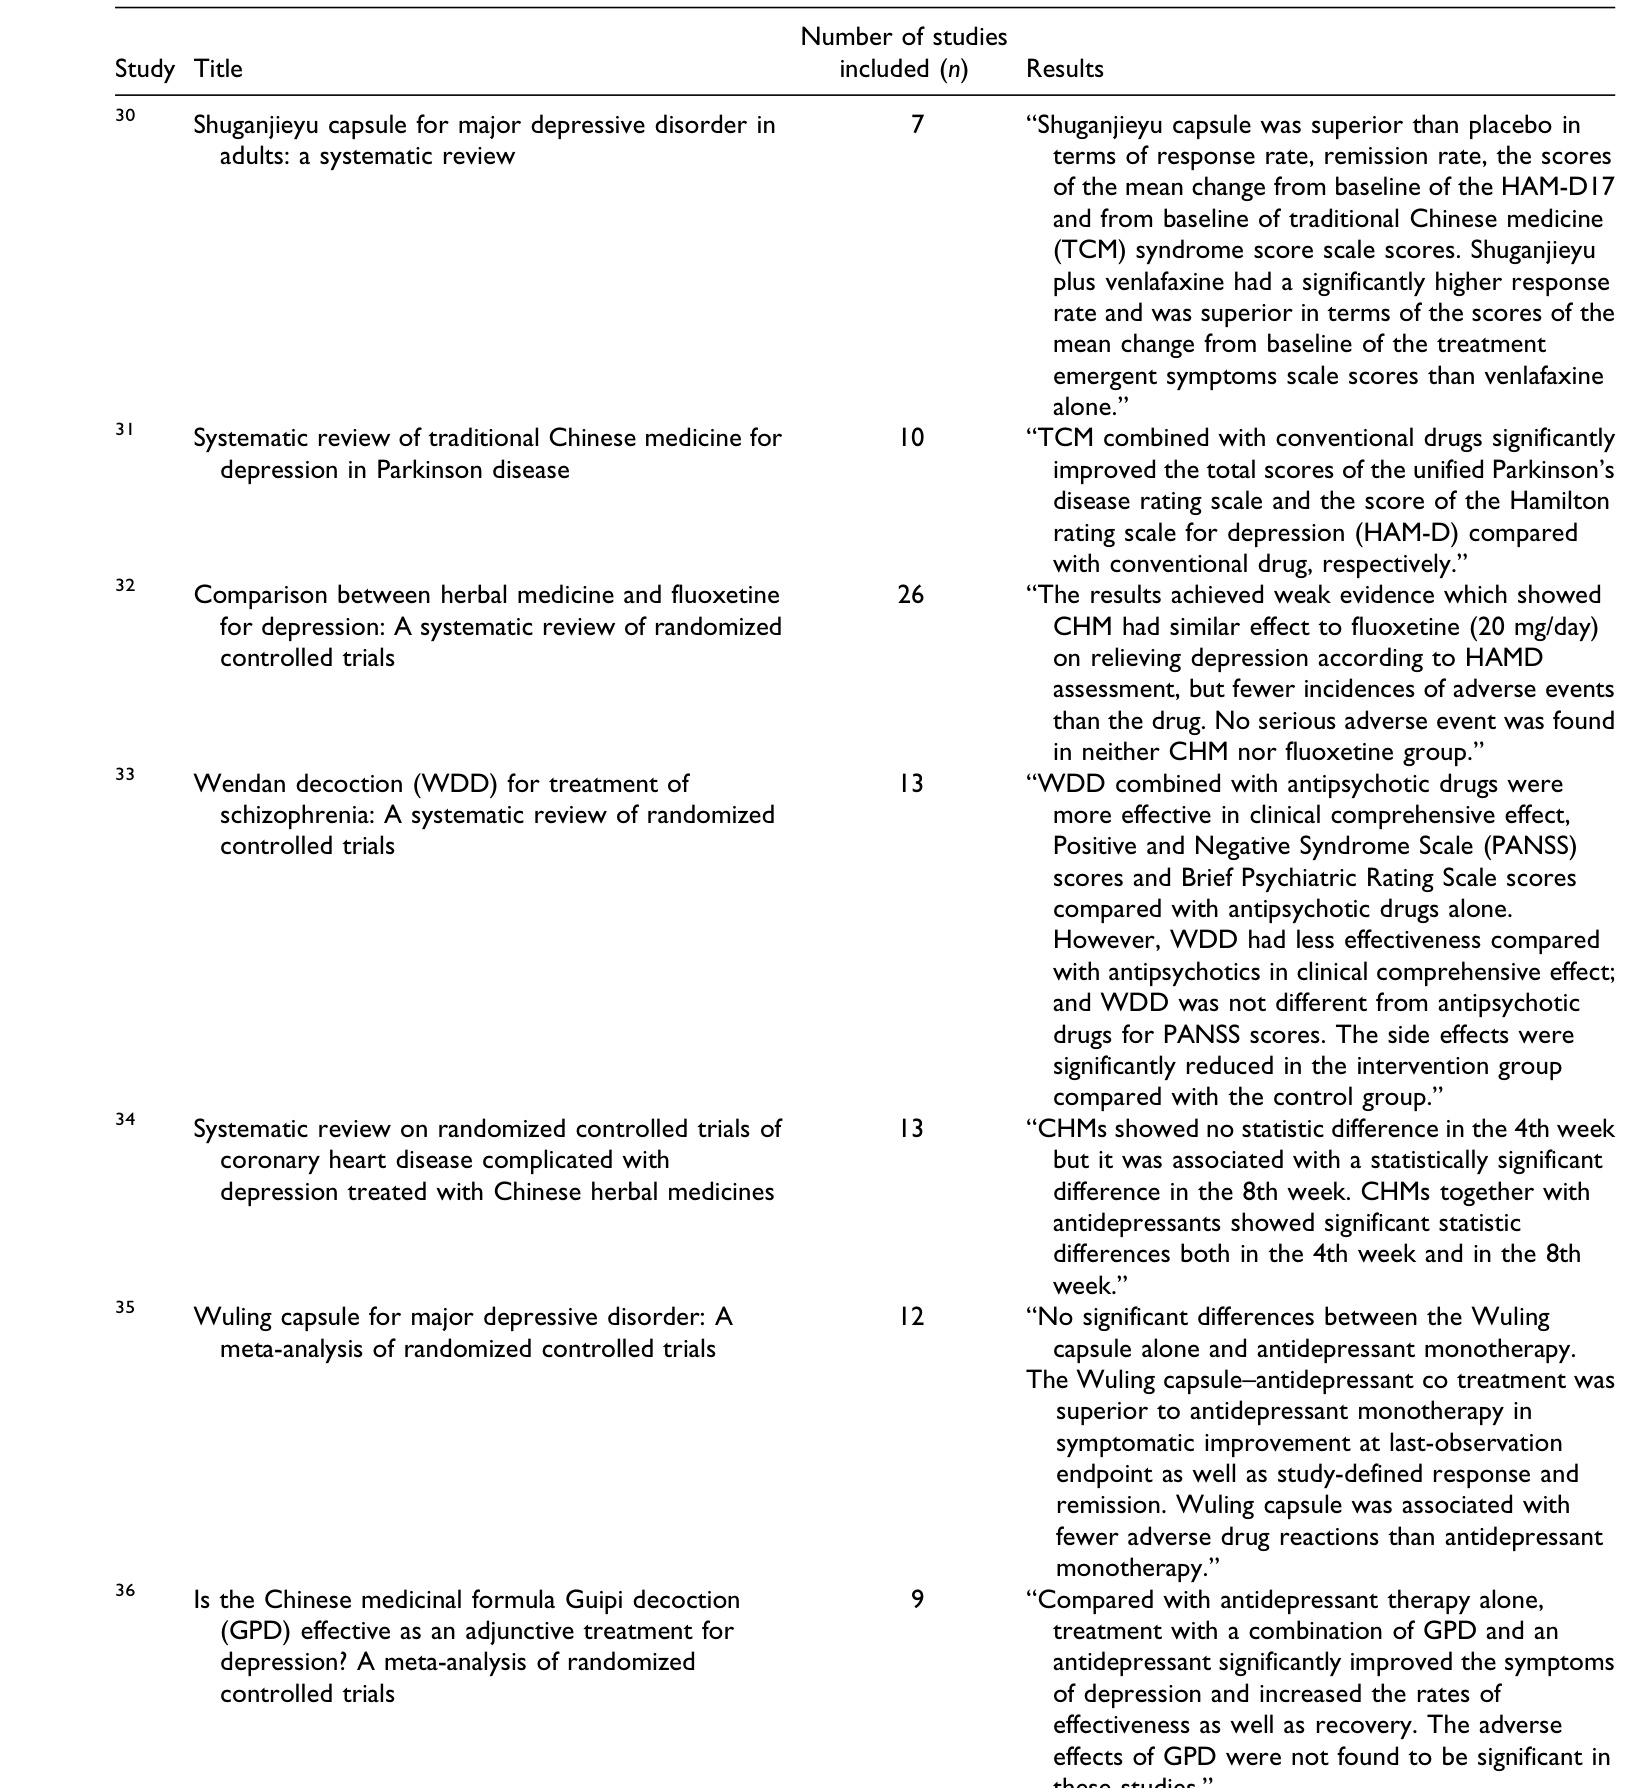 Number of studies
Study Title included (n) Results
30 Shuganjieyu capsule for major depressive disorder in 7 “Shuganjieyu capsule was superior than placebo in
adults: a systematic review terms of response rate, remission rate, the scores
of the mean change from baseline of the HAM-D17
and from baseline of traditional Chinese medicine
(TCM) syndrome score scale scores. Shuganjieyu
plus venlafaxine had a significantly higher response
rate and was superior in terms of the scores of the
mean change from baseline of the treatment
emergent symptoms scale scores than venlafaxine
alone.”
31 Systematic review of traditional Chinese medicine for 10 “TCM combined with conventional drugs significantly
depression in Parkinson disease improved the total scores of the unified Parkinson’s
disease rating scale and the score of the Hamilton
rating scale for depression (HAM-D) compared
with conventional drug, respectively.”
32 Comparison between herbal medicine and fluoxetine 26 “The results achieved weak evidence which showed
for depression: A systematic review of randomized CHM had similar effect to fluoxetine (20 mg/day)
controlled trials on relieving depression according to HAMD
assessment, but fewer incidences of adverse events
than the drug. No serious adverse event was found
in neither CHM nor fluoxetine group.”
33 Wendan decoction (WDD) for treatment of 13 “WDD combined with antipsychotic drugs were
schizophrenia: A systematic review of randomized more effective in clinical comprehensive effect,
controlled trials Positive and Negative Syndrome Scale (PANSS)
scores and Brief Psychiatric Rating Scale scores
compared with antipsychotic drugs alone.
However, WDD had less effectiveness compared
with antipsychotics in clinical comprehensive effect;
and WDD was not different from antipsychotic
drugs for PANSS scores. The side effects were
significantly reduced in the intervention group
compared with the control group.”
34 Systematic review on randomized controlled trials of 13 “CHMs showed no statistic difference in the 4th week
coronary heart disease complicated with but it was associated with a statistically significant
depression treated with Chinese herbal medicines difference in the 8th week. CHMs together with
antidepressants showed significant statistic
differences both in the 4th week and in the 8th
week.”
35 Wuling capsule for major depressive disorder: A 12 “No significant differences between the Wuling
meta-analysis of randomized controlled trials capsule alone and antidepressant monotherapy.
The Wuling capsule–antidepressant co treatment was
superior to antidepressant monotherapy in
symptomatic improvement at last-observation
endpoint as well as study-defined response and
remission. Wuling capsule was associated with
fewer adverse drug reactions than antidepressant
monotherapy.”
36 Is the Chinese medicinal formula Guipi decoction 9 “Compared with antidepressant therapy alone,
(GPD) effective as an adjunctive treatment for treatment with a combination of GPD and an
depression? A meta-analysis of randomized antidepressant significantly improved the symptoms
controlled trials of depression and increased the rates of
effectiveness as well as recovery. The adverse
effects of GPD were not found to be significant in
these studies.”